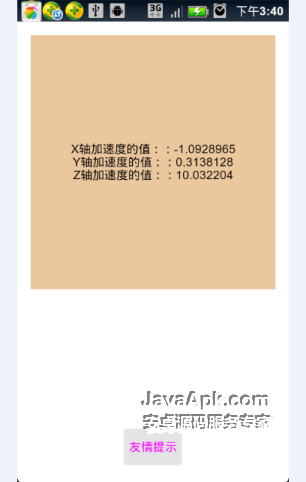 3G
下午3:40
X轴加速度的值：：-1.0928965
Y轴加速度的值：：0.3138128
Z轴加速度的值：：10.032204
JavaApk.com
安卓源码服务专家
友情提示